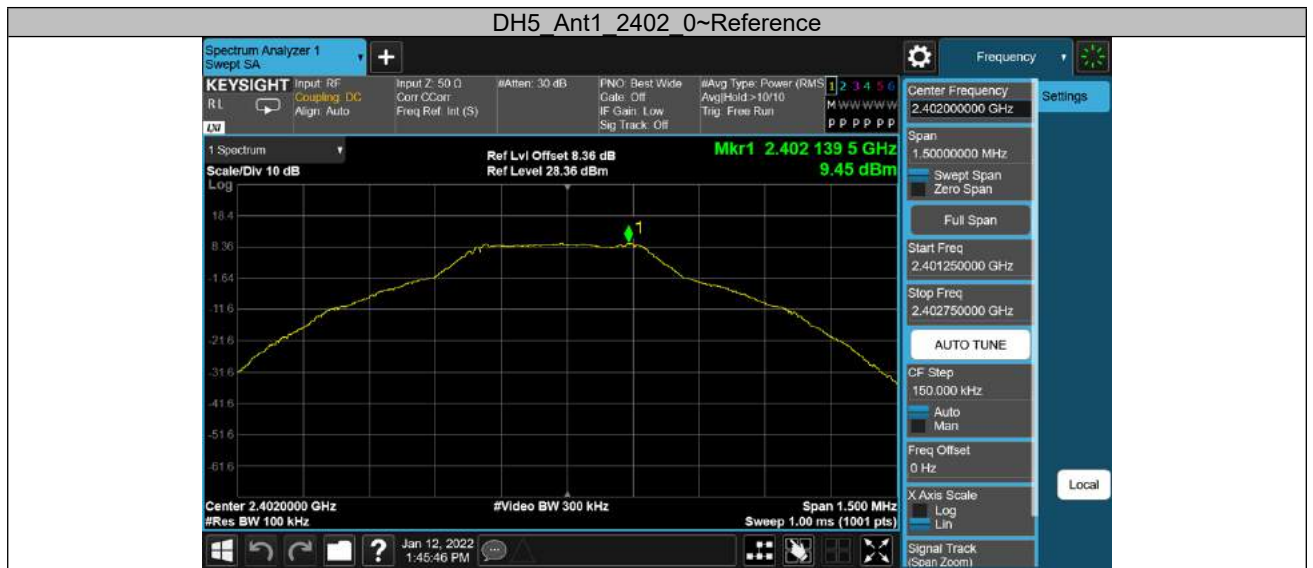 DH5_Ant1_2402_0~Reference
Spectrum Analyzer 1
Swept SA
+
Frequency
KEYSIGHT
RL
LXI
Input: RF
Coupling: DC
Align: Auto
Input Z: 50 Ω
Corr CCorr
Freq Ref: Int (S)
#Atten: 30 dB
PNO: Best Wide
Gate: Off
IF Gain: Low
Sig Track: Off
#Avg Type: Power (RMS
Avg|Hold:>10/10
Trig: Free Run
1 2 3 4 5 6
M W W W W W
P P P P P P
1 Spectrum
Scale/Div 10 dB
Log
Ref Lvl Offset 8.36 dB
Ref Level 28.36 dBm
Mkr1 2.402 139 5 GHz
9.45 dBm
1
18.4
8.36
-1.64
-11.6
-21.6
-31.6
-41.6
-51.6
-61.6
Center 2.4020000 GHz
#Res BW 100 kHz
#Video BW 300 kHz
Span 1.500 MHz
Sweep 1.00 ms (1001 pts)
Center Frequency
2.402000000 GHz
Settings
Span
1.50000000 MHz
Swept Span
Zero Span
Full Span
Start Freq
2.401250000 GHz
Stop Freq
2.402750000 GHz
AUTO TUNE
CF Step
150.000 kHz
Auto
Man
Freq Offset
0 Hz
X Axis Scale
Log
Lin
Local
Signal Track
(Span Zoom)
?
Jan 12, 2022
1:45:46 PM